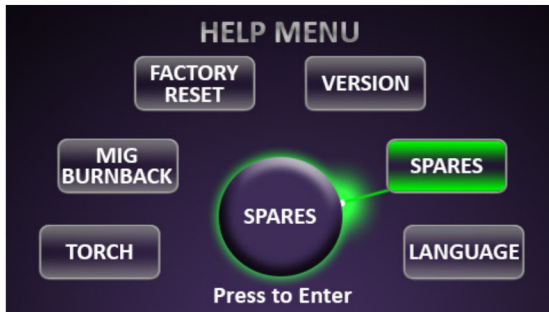 HELP MENU
FACTORY
RESET
VERSION
MIG
BURNBACK
SPARES
SPARES
TORCH
LANGUAGE
Press to Enter